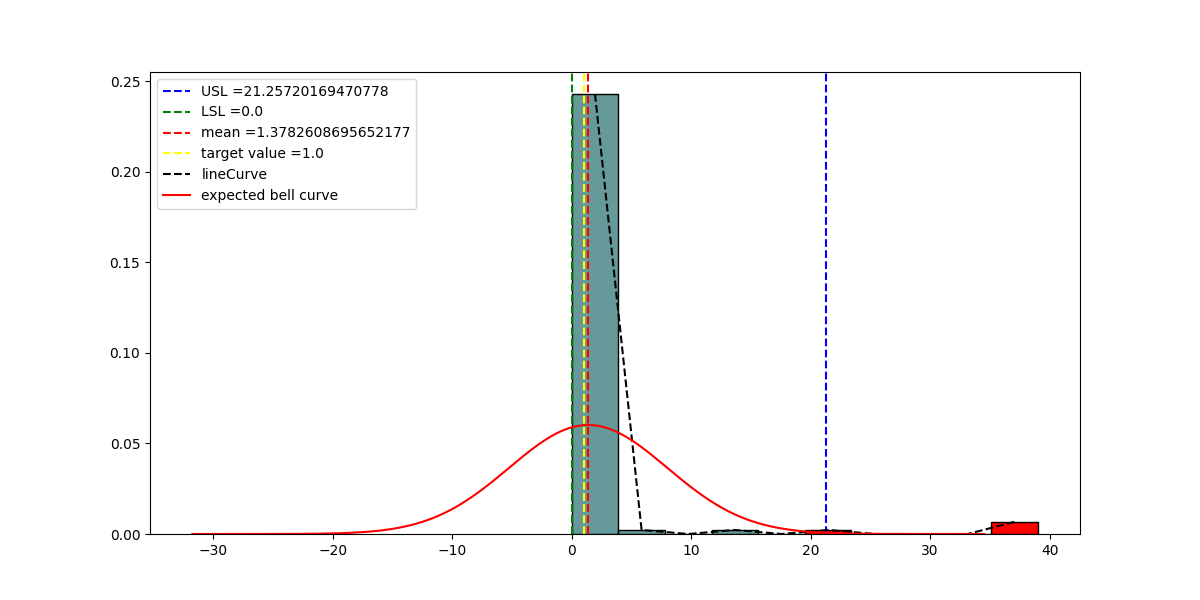 0.25
0.20
0.15
0.10
0.05
0.00
USL =21.25720169470778
LSL =0.0
mean =1.3782608695652177
target value =1.0
lineCurve
expected bell curve
−30 −20 −10 0 10 20 30 40